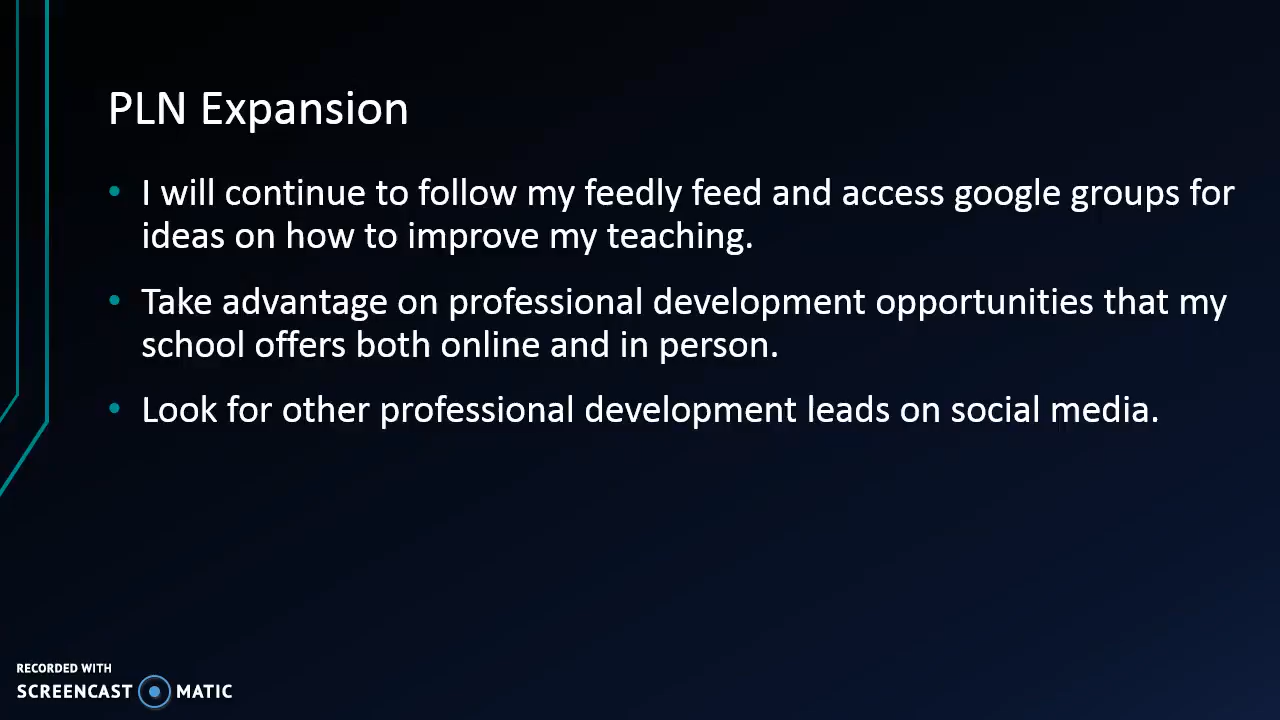 PLN Expansion
• I will continue to follow my feedly feed and access google groups for
ideas on how to improve my teaching.
• Take advantage on professional development opportunities that my
school offers both online and in person.
• Look for other professional development leads on social media.
RECORDED WITH
SCREENCAST MATIC